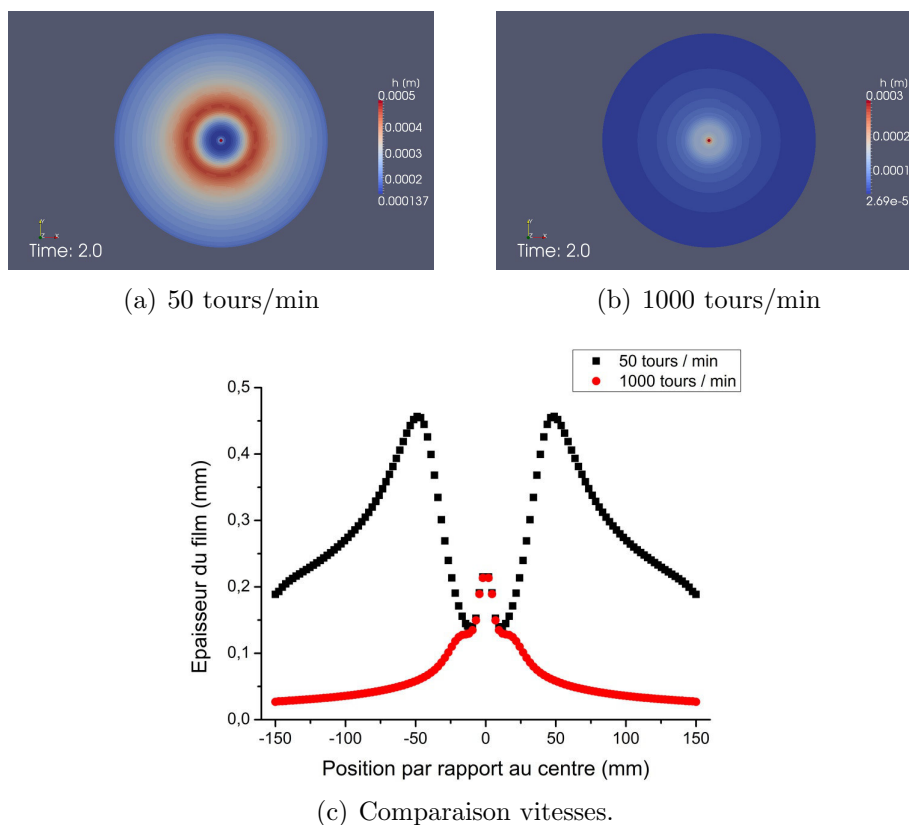 h (m)
0.0005
0.0004
0.0003
0.0002
0.000137
Time: 2.0
(a) 50 tours/min
h (m)
0.0003
0.0002
0.0001
2.69e-5
Time: 2.0
(b) 1000 tours/min
50 tours / min
1000 tours / min
Epaisseur du film (mm)
0,5
0,4
0,3
0,2
0,1
0,0
-150 -100 -50 0 50 100 150
Position par rapport au centre (mm)
(c) Comparaison vitesses.